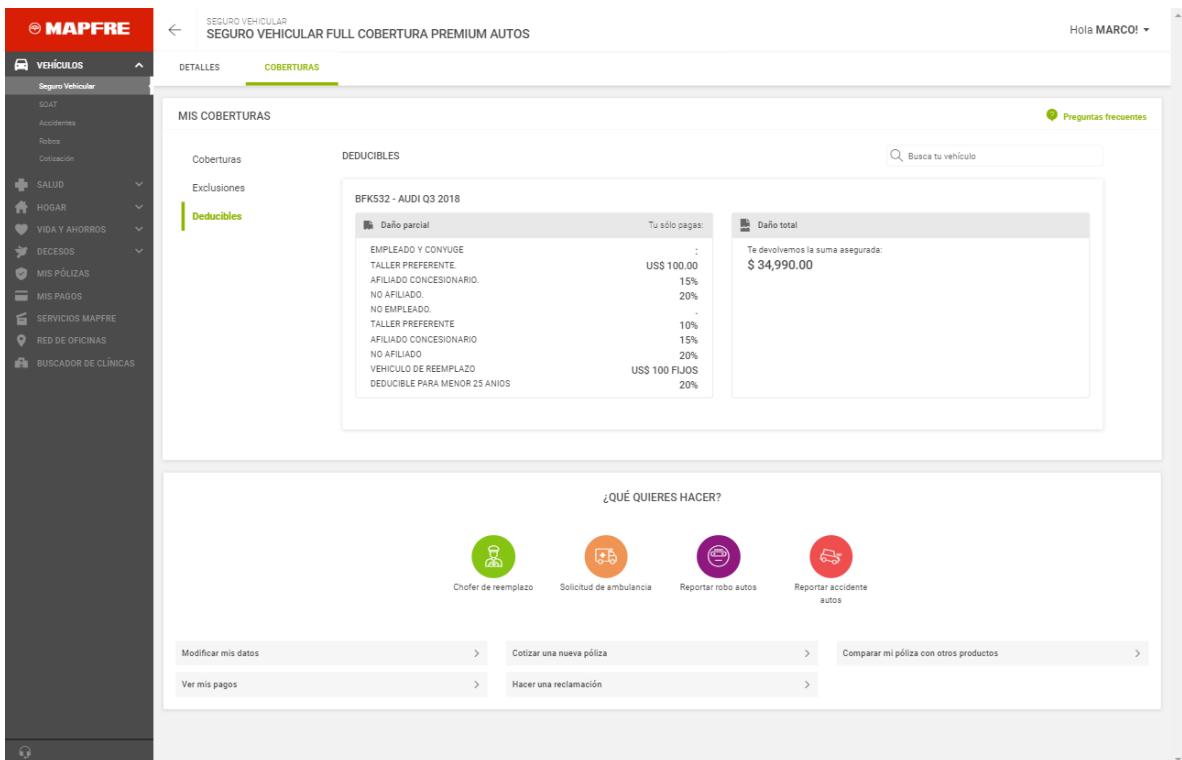 MAPFRE
SEGURO VEHICULAR
SEGURO VEHICULAR FULL COBERTURA PREMIUM AUTOS
Hola MARCO!
VEHÍCULOS
Seguro Vehicular
SOAT
Accidentes
Robos
Cotización
SALUD
HOGAR
VIDA Y AHORROS
DECESOS
MIS PÓLIZAS
MIS PAGOS
SERVICIOS MAPFRE
RED DE OFICINAS
BUSCADOR DE CLÍNICAS
DETALLES COBERTURAS
MIS COBERTURAS
? Preguntas frecuentes
Coberturas
Exclusiones
Deducibles
DEDUCIBLES
Busca tu vehículo
BFK532 - AUDI Q3 2018
Daño parcial Tu sólo pagas:
EMPLEADO Y CONYUGE :
TALLER PREFERENTE. US$ 100.00
AFILIADO CONCESIONARIO. 15%
NO AFILIADO. 20%
NO EMPLEADO. .
TALLER PREFERENTE 10%
AFILIADO CONCESIONARIO 15%
NO AFILIADO 20%
VEHICULO DE REEMPLAZO US$ 100 FIJOS
DEDUCIBLE PARA MENOR 25 ANIOS 20%
Daño total
Te devolvemos la suma asegurada:
$ 34,990.00
¿QUÉ QUIERES HACER?
Chofer de reemplazo
Solicitud de ambulancia
Reportar robo autos
Reportar accidente
autos
Modificar mis datos
Cotizar una nueva póliza
Comparar mi póliza con otros productos
Ver mis pagos
Hacer una reclamación